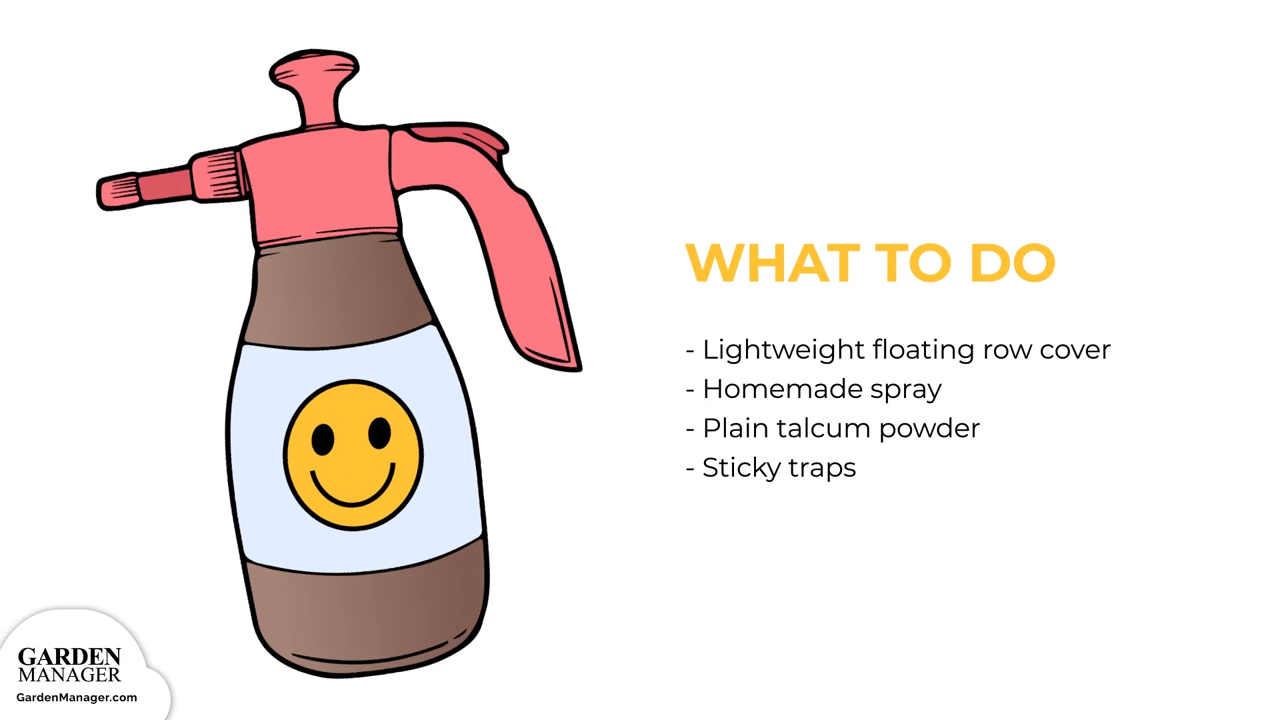 WHAT TO DO
- Lightweight floating row cover
- Homemade spray
- Plain talcum powder
- Sticky traps
GARDEN
MANAGER
GardenManager.com